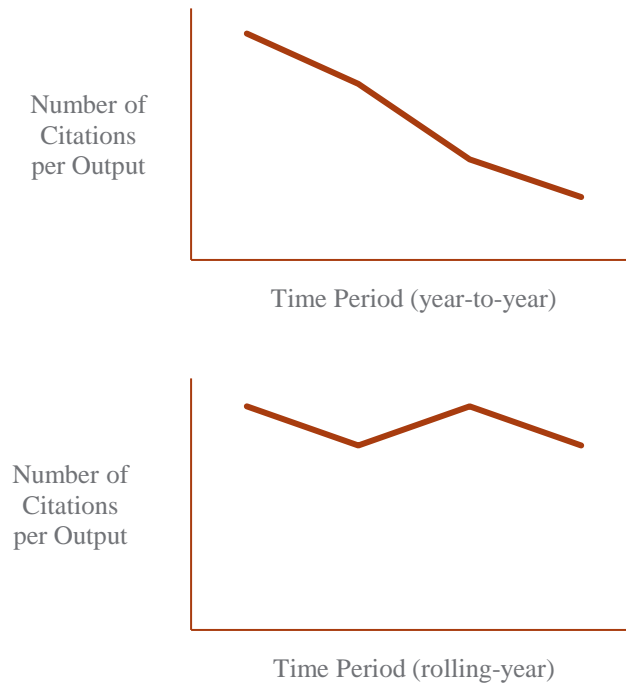 Number of
Citations
per Output
Time Period (year-to-year)
Number of
Citations
per Output
Time Period (rolling-year)